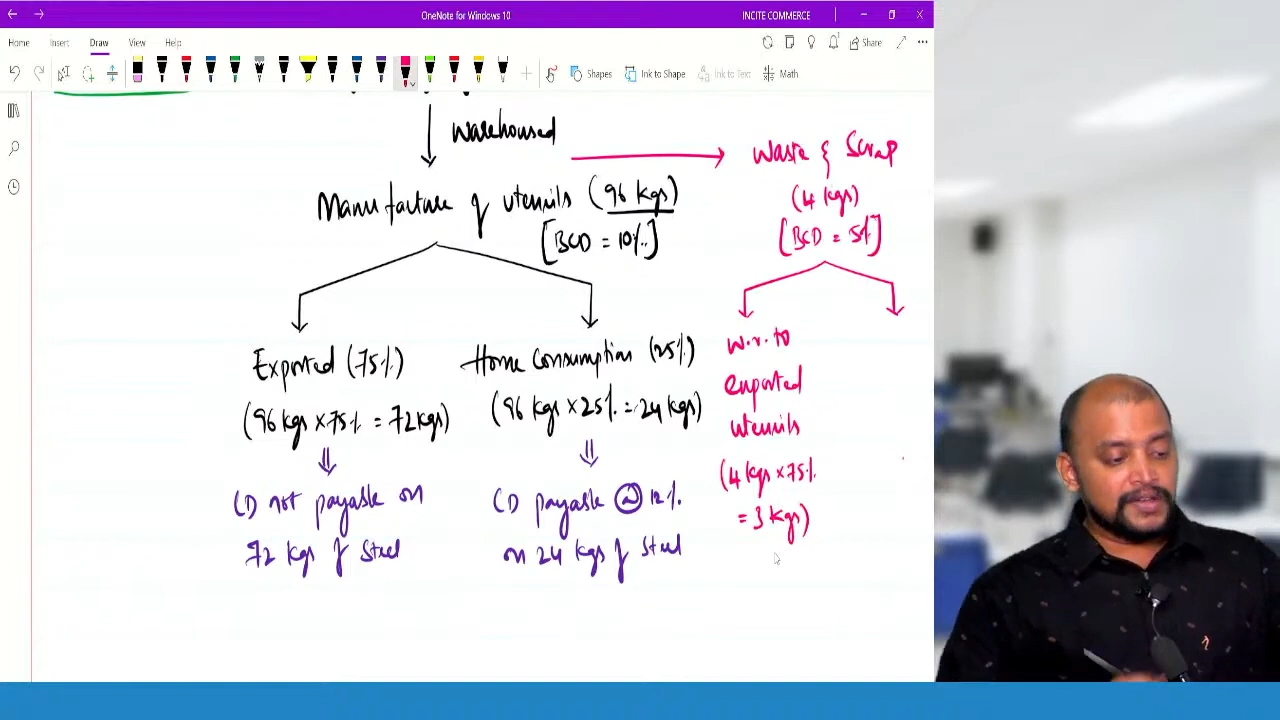 OneNote for Windows 10
INCITE COMMERCE
Home Insert Draw View Help
Share
Shapes
Ink to Shape
Ink to Text
Math
warehoused
Waste & Scrap
(4 kgs)
[BCD = 5%]
Manufacture of utensils (96 kgs)
[BCD = 10%.]
Exported (75%)
(96 kgs x 75% = 72 kgs)
⇓
CD not payable on
72 kgs of Steel
Home Consumption (25%)
(96 kgs x 25% = 24 kgs)
⇓
CD payable @ 12%.
on 24 kgs of Steel
w.r.to
exported
utensils
(4 kgs x 75%
= 3 kgs)